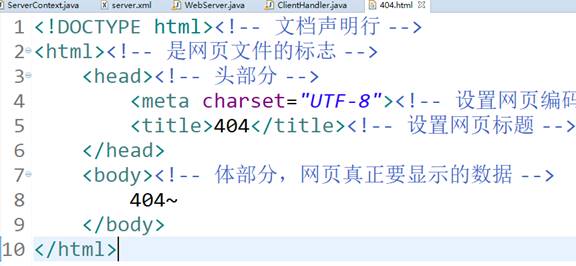 ServerContext.java server.xml WebServer.java ClientHandler.java 404.html
1 <!DOCTYPE html><!-- 文档声明行 -->
2 <html><!-- 是网页文件的标志 -->
3 <head><!-- 头部分 -->
4 <meta charset="UTF-8"><!-- 设置网页编码
5 <title>404</title><!-- 设置网页标题 -->
6 </head>
7 <body><!-- 体部分，网页真正要显示的数据 -->
8 404~
9 </body>
10 </html>